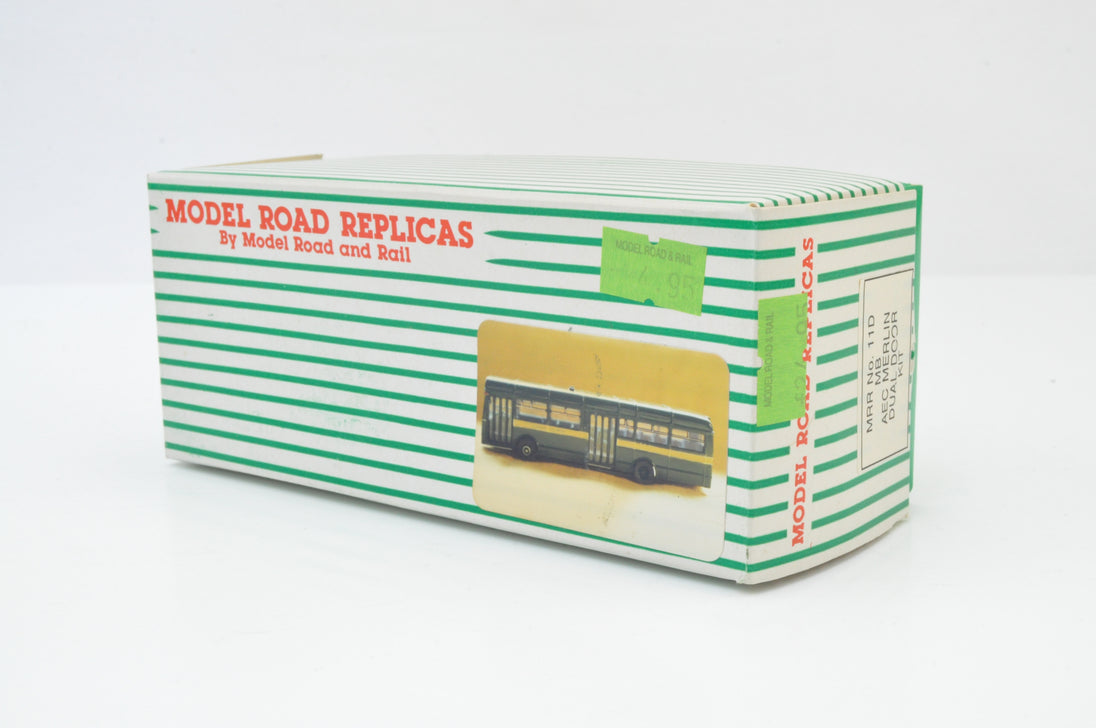 MODEL ROAD REPLICAS
By Model Road and Rail
MODEL ROAD & RAIL
4.95
MODEL ROAD & RAIL
MODEL ROAD REPLICAS
MRR No. 11D
MB
AEC MERLIN
DUAL DOOR
KIT